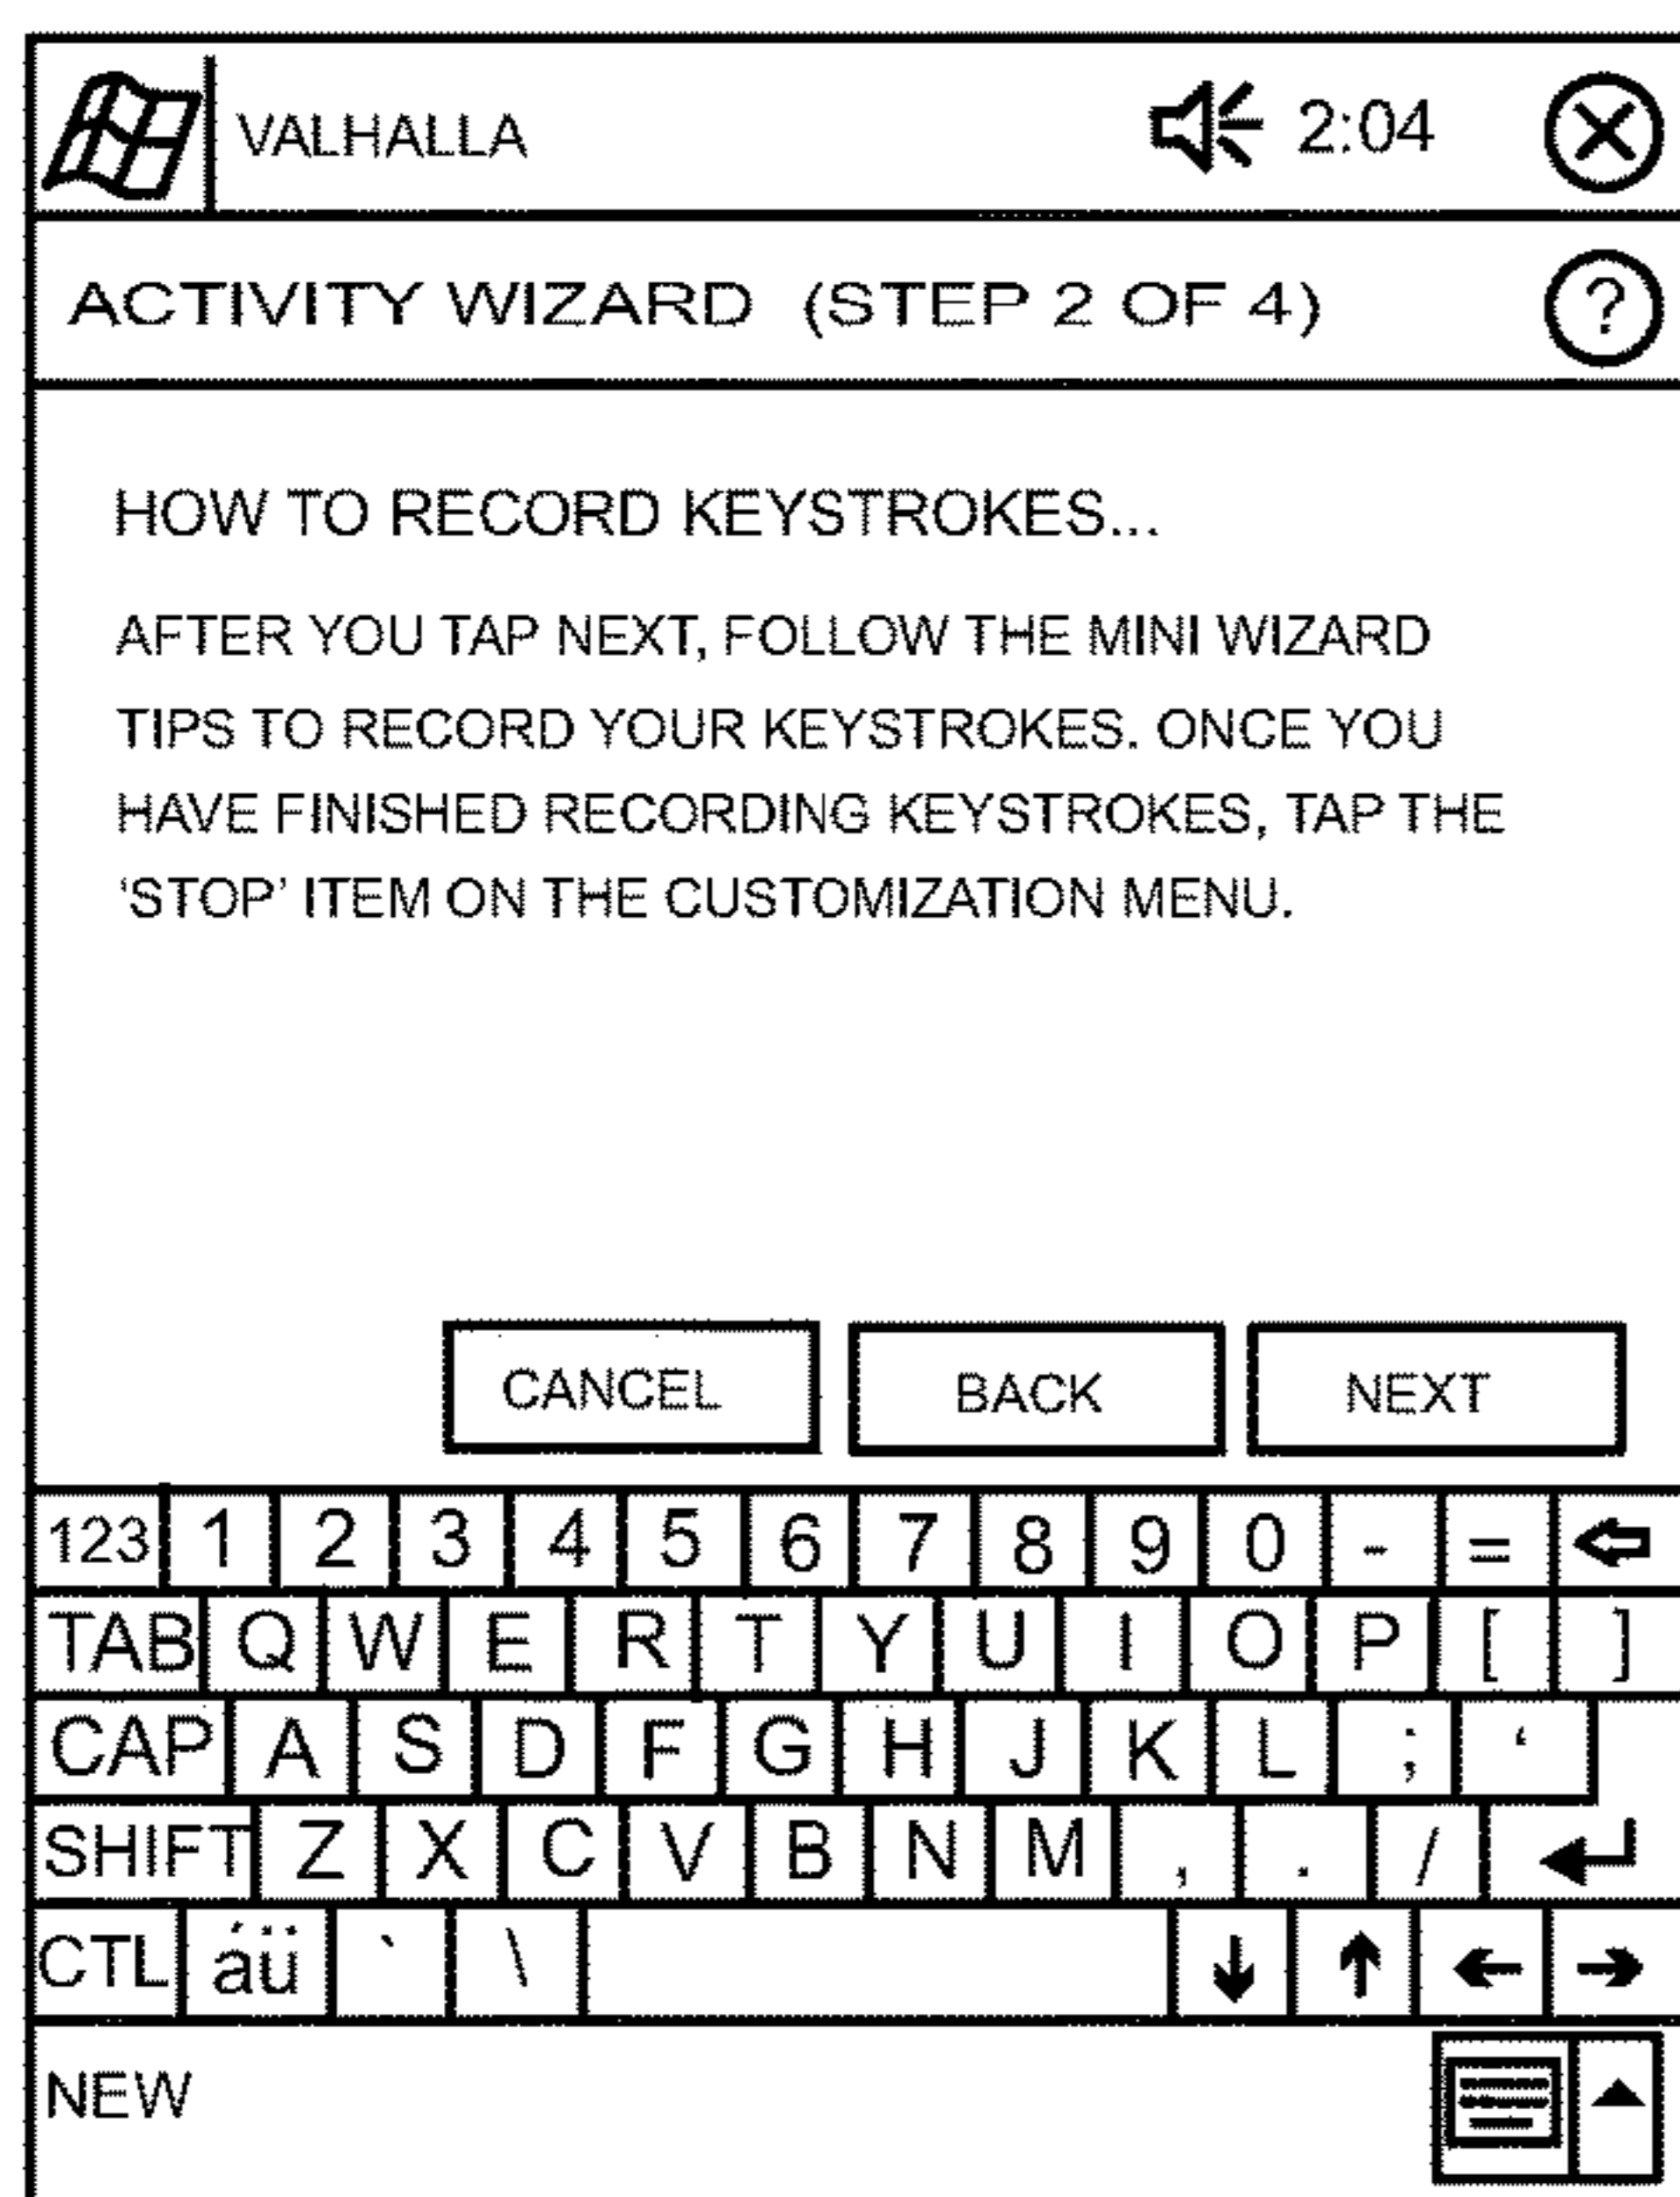 VALHALLA 2:04
ACTIVITY WIZARD (STEP 2 OF 4) ?
HOW TO RECORD KEYSTROKES...
AFTER YOU TAP NEXT, FOLLOW THE MINI WIZARD
TIPS TO RECORD YOUR KEYSTROKES. ONCE YOU
HAVE FINISHED RECORDING KEYSTROKES, TAP THE
‘STOP’ ITEM ON THE CUSTOMIZATION MENU.
CANCEL BACK NEXT
123 1 2 3 4 5 6 7 8 9 0 - =
TAB Q W E R T Y U I O P [ ]
CAP A S D F G H J K L ; ‘
SHIFT Z X C V B N M , . /
CTL áü ` \
NEW